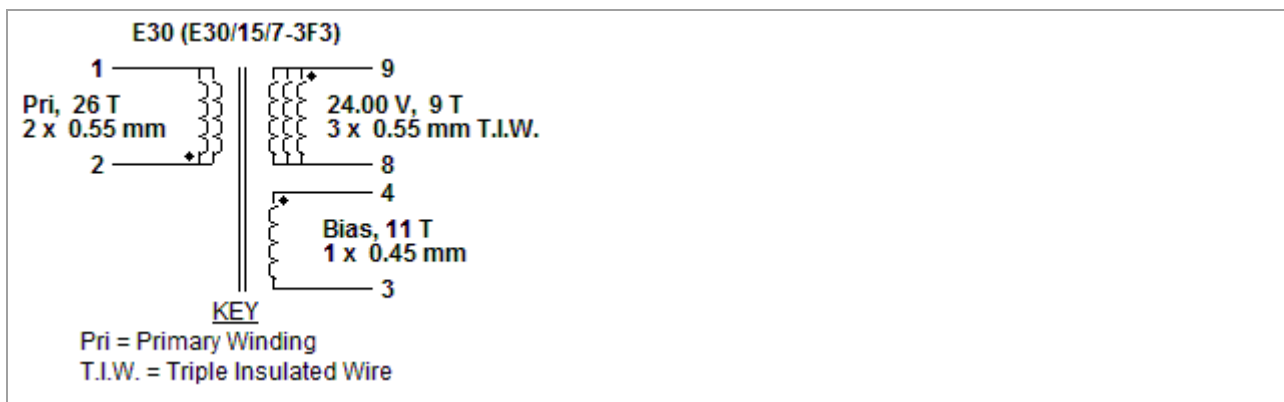 E30 (E30/15/7-3F3)
1
9
Pri, 26 T
2 x 0.55 mm
24.00 V, 9 T
3 x 0.55 mm T.I.W.
2
8
4
Bias, 11 T
1 x 0.45 mm
3
KEY
Pri = Primary Winding
T.I.W. = Triple Insulated Wire